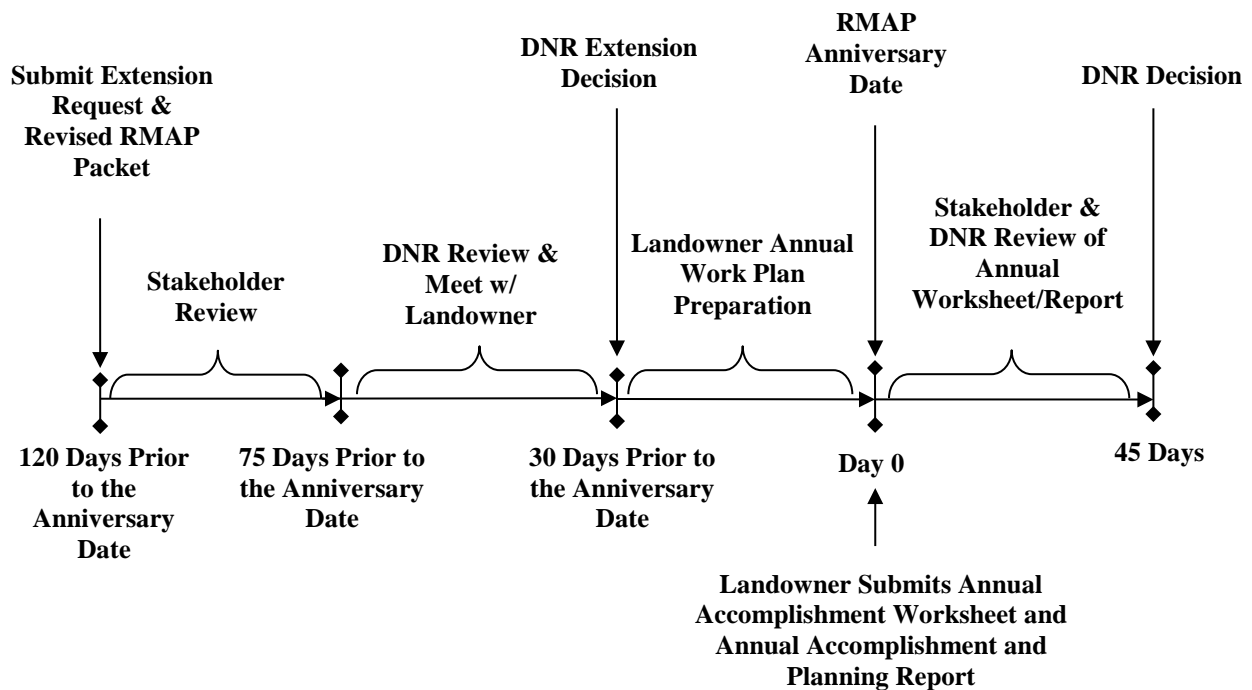 Submit Extension
Request &
Revised RMAP
Packet
DNR Extension
Decision
RMAP
Anniversary
Date
DNR Decision
Stakeholder
Review
DNR Review &
Meet w/
Landowner
Landowner Annual
Work Plan
Preparation
Stakeholder &
DNR Review of
Annual
Worksheet/Report
120 Days Prior
to the
Anniversary
Date
75 Days Prior to
the Anniversary
Date
30 Days Prior to
the Anniversary
Date
Day 0
45 Days
Landowner Submits Annual
Accomplishment Worksheet and
Annual Accomplishment and
Planning Report